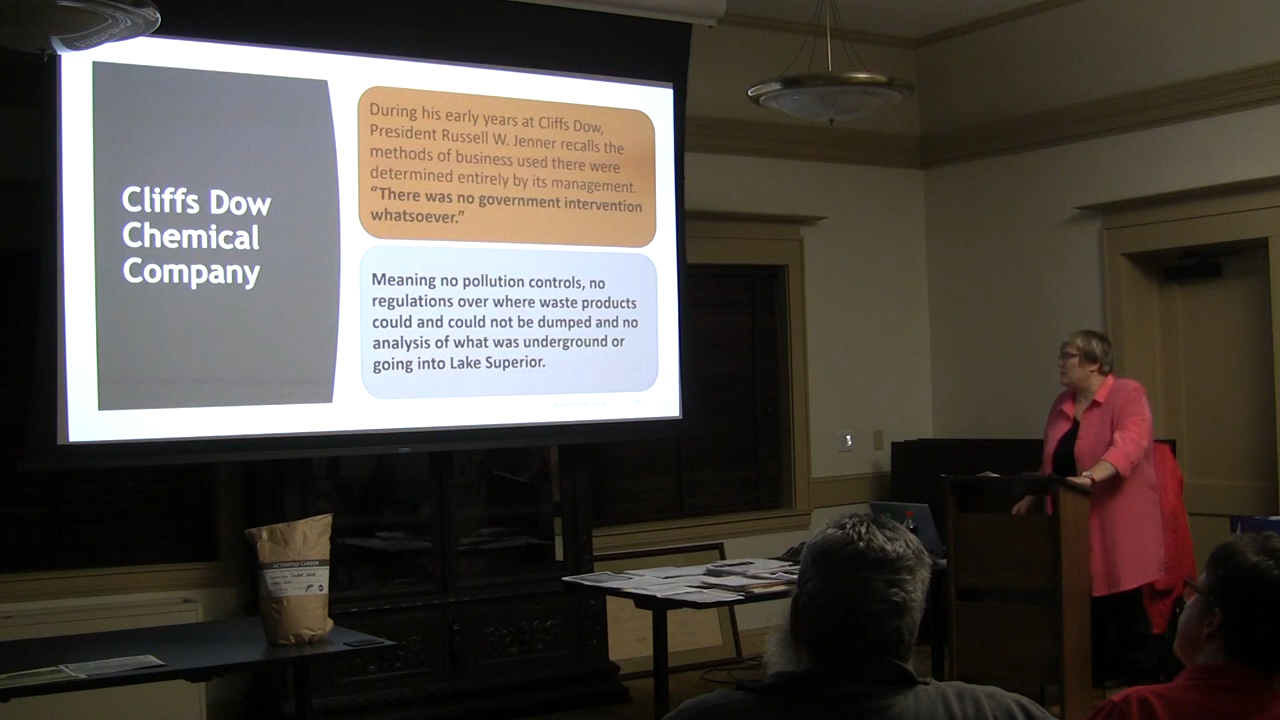 Cliffs Dow
Chemical
Company
During his early years at Cliffs Dow,
President Russell W. Jenner recalls the
methods of business used there were
determined entirely by its management.
“There was no government intervention
whatsoever.”
Meaning no pollution controls, no
regulations over where waste products
could and could not be dumped and no
analysis of what was underground or
going into Lake Superior.
ACTIVATED CARBON